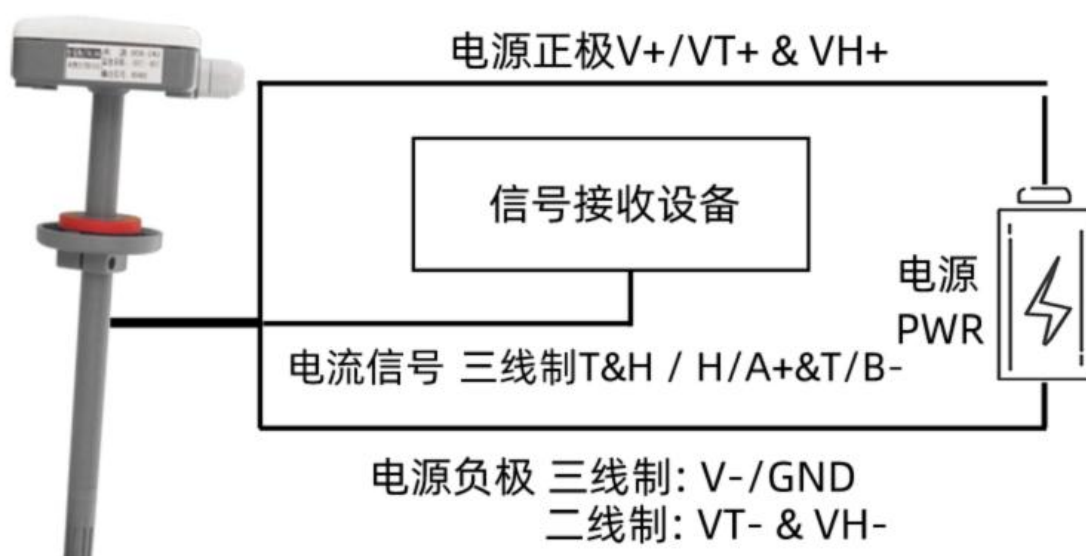 电源正极V+/VT+ & VH+
信号接收设备
电源
PWR
电流信号 三线制T&H / H/A+&T/B-
电源负极 三线制: V-/GND
二线制: VT- & VH-